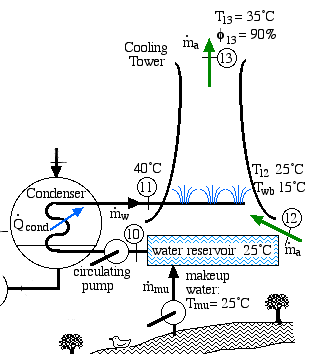 T13 = 35°C
ϕ13 = 90%
ṁa
Cooling
Tower
13
40°C
T12 25°C
Twb 15°C
Condenser
11
Q̇cond
ṁw
12
ṁa
10
water reservoir 25°C
circulating
pump
ṁmu
makeup
water:
Tmu = 25°C